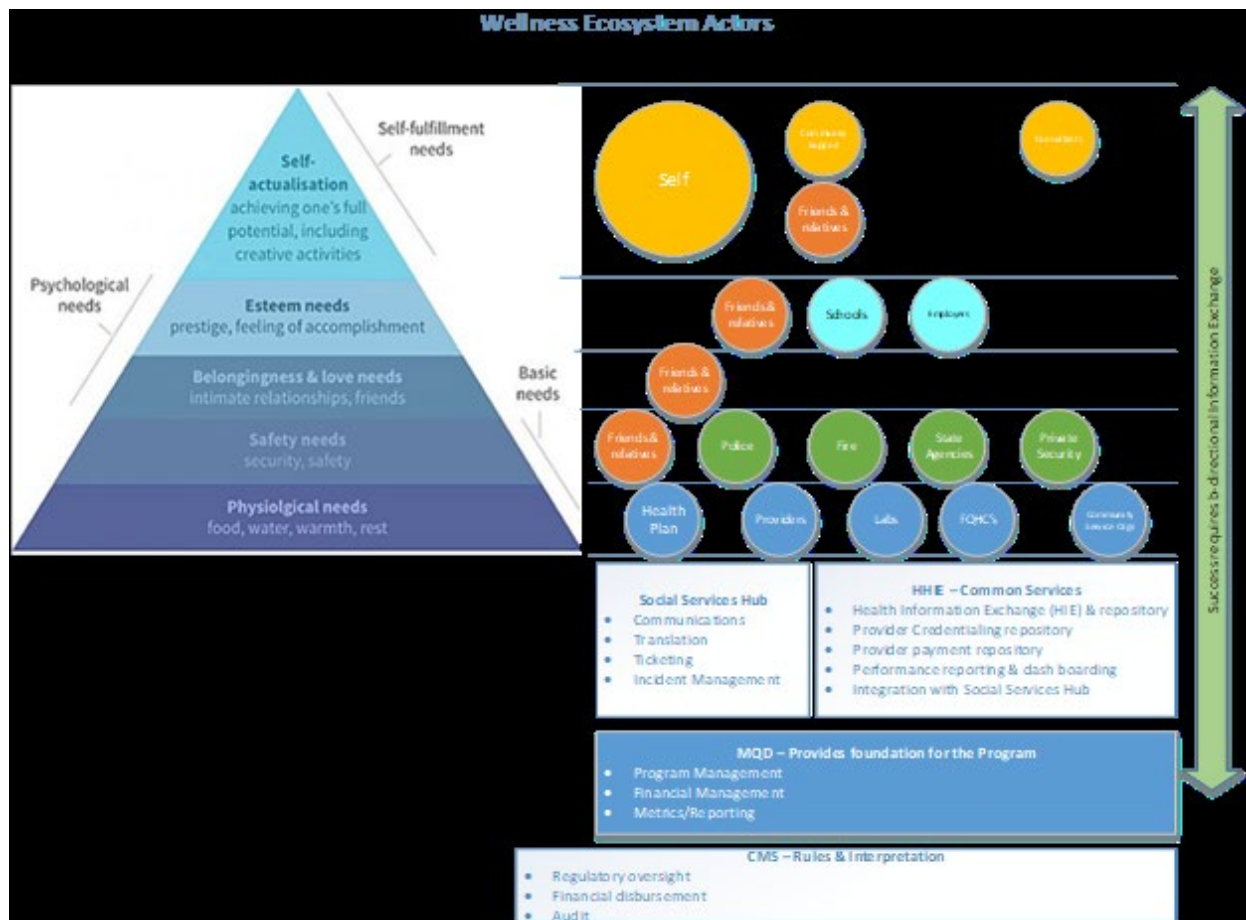 Wellness Ecosystem Actors
Self-fulfillment
needs
Self-
actualisation
achieving one's full
potential, including
creative activities
Psychological
needs
Esteem needs
prestige, feeling of accomplishment
Belongingness & love needs
intimate relationships, friends
Basic
needs
Safety needs
security, safety
Physiolgical needs
food, water, warmth, rest
Self
Community
Support
Friends &
relatives
Friends &
relatives
Schools
Employers
Friends &
relatives
Friends &
relatives
Police
Fire
State
Agencies
Private
Security
Health
Plan
Providers
Labs
FQHC's
Community
Service Orgs
Success requires bi-directional Information Exchange
Social Services Hub
• Communications
• Translation
• Ticketing
• Incident Management
HHIE – Common Services
• Health Information Exchange (HIE) & repository
• Provider Credentialing repository
• Provider payment repository
• Performance reporting & dash boarding
• Integration with Social Services Hub
MQD – Provides foundation for the Program
• Program Management
• Financial Management
• Metrics/Reporting
CMS – Rules & Interpretation
• Regulatory oversight
• Financial disbursement
• Audit